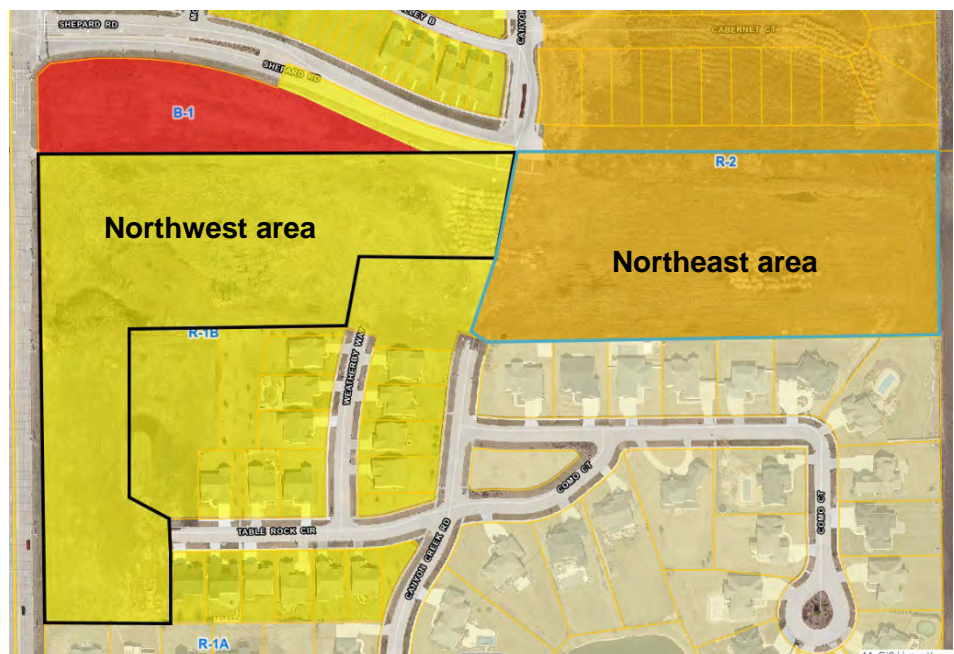 SHEPARD RD
CANYON
CABERNET CT
SHEPARD RD
B-1
R-2
Northwest area
Northeast area
R-1B
WEATHERBY WAY
COMO CT
COMO CT
TABLE ROCK CIR
CANYON CREEK RD
R-1A